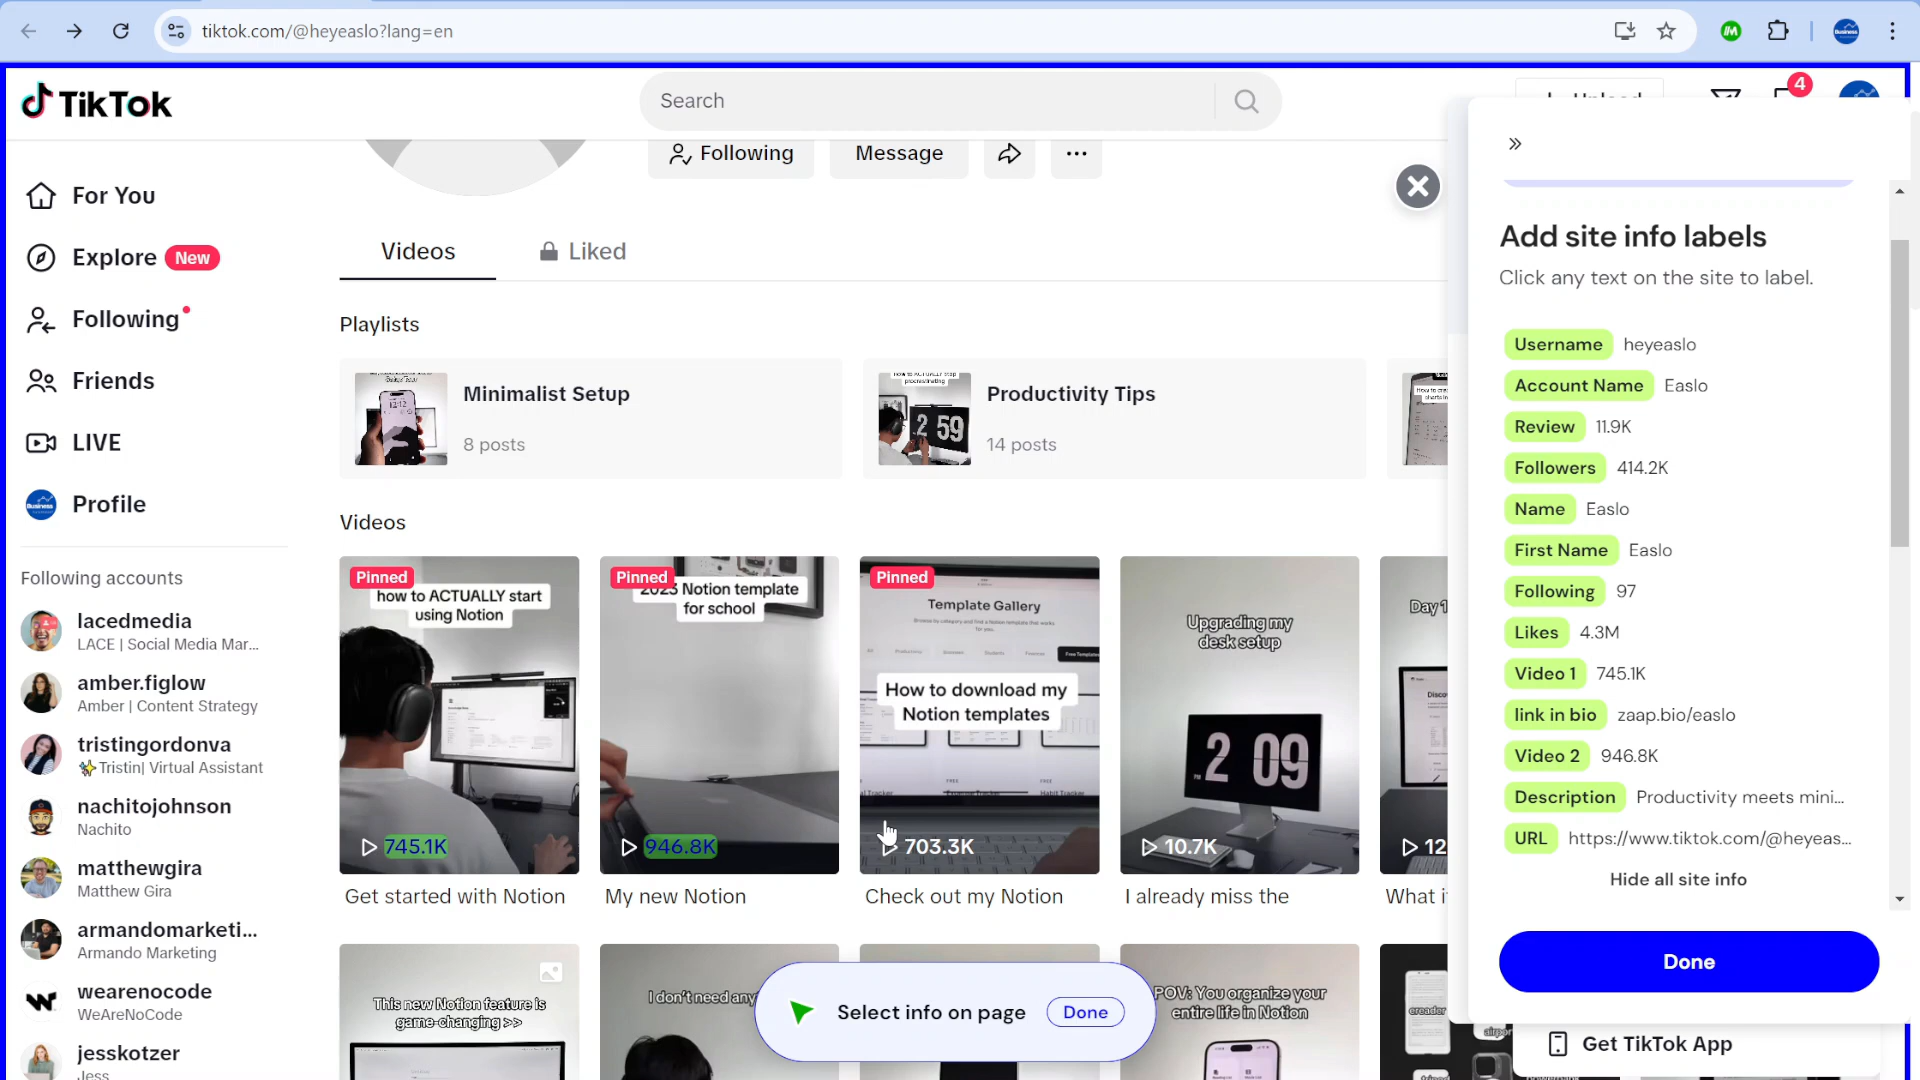 tiktok.com/@heyeaslo?lang=en
TikTok
Search
4
Following
Message
For You
Explore New
Following
Friends
LIVE
Profile
Following accounts
lacedmedia
LACE | Social Media Mar...
amber.figlow
Amber | Content Strategy
tristingordonva
✨Tristin| Virtual Assistant
nachitojohnson
Nachito
matthewgira
Matthew Gira
armandomarketi...
Armando Marketing
wearenocode
WeAreNoCode
jesskotzer
Jess
Videos
Liked
Playlists
Minimalist Setup
8 posts
Productivity Tips
14 posts
Videos
Pinned
how to ACTUALLY start
using Notion
745.1K
Get started with Notion
Pinned
2023 Notion template
for school
946.8K
My new Notion
Pinned
Template Gallery
How to download my
Notion templates
703.3K
Check out my Notion
Upgrading my
desk setup
2 09
10.7K
I already miss the
Day 1
12
This new Notion feature is
game-changing >>
I don't need any
POV: You organize your
entire life in Notion
Select info on page
Done
Add site info labels
Click any text on the site to label.
Username heyeaslo
Account Name Easlo
Review 11.9K
Followers 414.2K
Name Easlo
First Name Easlo
Following 97
Likes 4.3M
Video 1 745.1K
link in bio zaap.bio/easlo
Video 2 946.8K
Description Productivity meets mini...
URL https://www.tiktok.com/@heyeas...
Hide all site info
Done
Get TikTok App